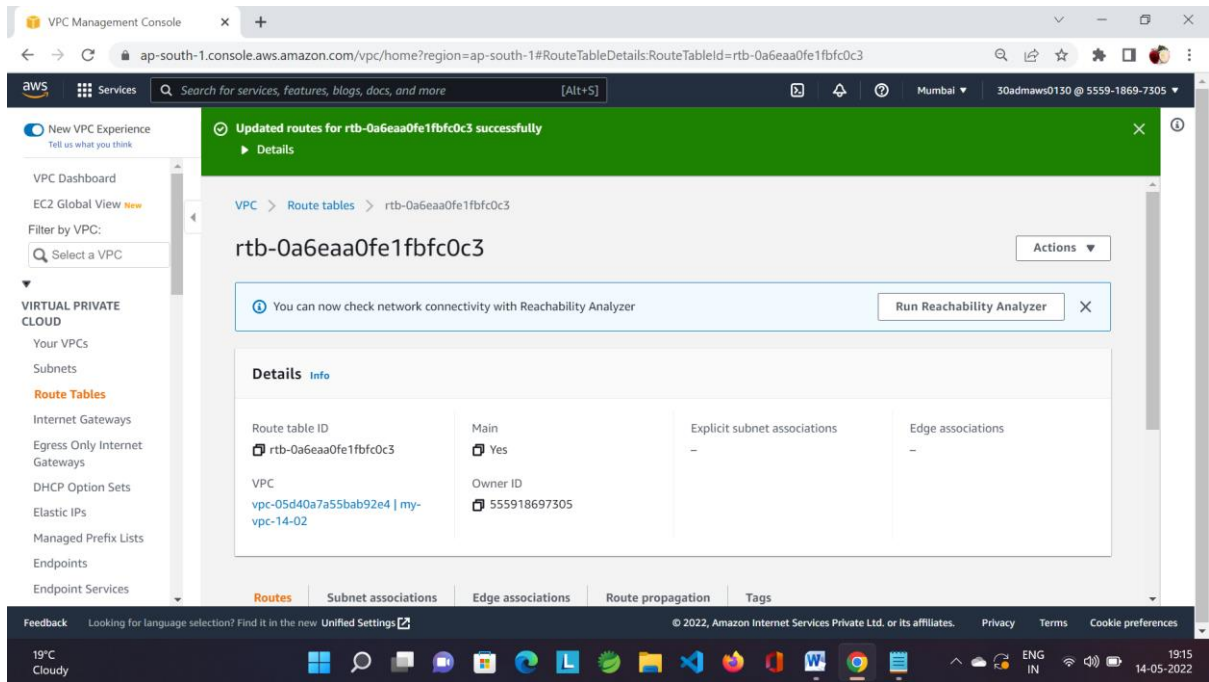 VPC Management Console
ap-south-1.console.aws.amazon.com/vpc/home?region=ap-south-1#RouteTableDetails:RouteTableId=rtb-0a6eaa0fe1fbfc0c3
aws Services Search for services, features, blogs, docs, and more [Alt+S] Mumbai ▼ 30admaws0130 @ 5559-1869-7305 ▼
New VPC Experience
Tell us what you think
VPC Dashboard
EC2 Global View New
Filter by VPC:
Select a VPC
VIRTUAL PRIVATE
CLOUD
Your VPCs
Subnets
Route Tables
Internet Gateways
Egress Only Internet
Gateways
DHCP Option Sets
Elastic IPs
Managed Prefix Lists
Endpoints
Endpoint Services
Updated routes for rtb-0a6eaa0fe1fbfc0c3 successfully
Details
VPC > Route tables > rtb-0a6eaa0fe1fbfc0c3
rtb-0a6eaa0fe1fbfc0c3
Actions ▼
You can now check network connectivity with Reachability Analyzer
Run Reachability Analyzer
Details Info
Route table ID
rtb-0a6eaa0fe1fbfc0c3
Main
Yes
Explicit subnet associations
–
Edge associations
–
VPC
vpc-05d40a7a55bab92e4 | my-
vpc-14-02
Owner ID
555918697305
Routes Subnet associations Edge associations Route propagation Tags
Feedback Looking for language selection? Find it in the new Unified Settings © 2022, Amazon Internet Services Private Ltd. or its affiliates. Privacy Terms Cookie preferences
19°C
Cloudy
ENG
IN
19:15
14-05-2022